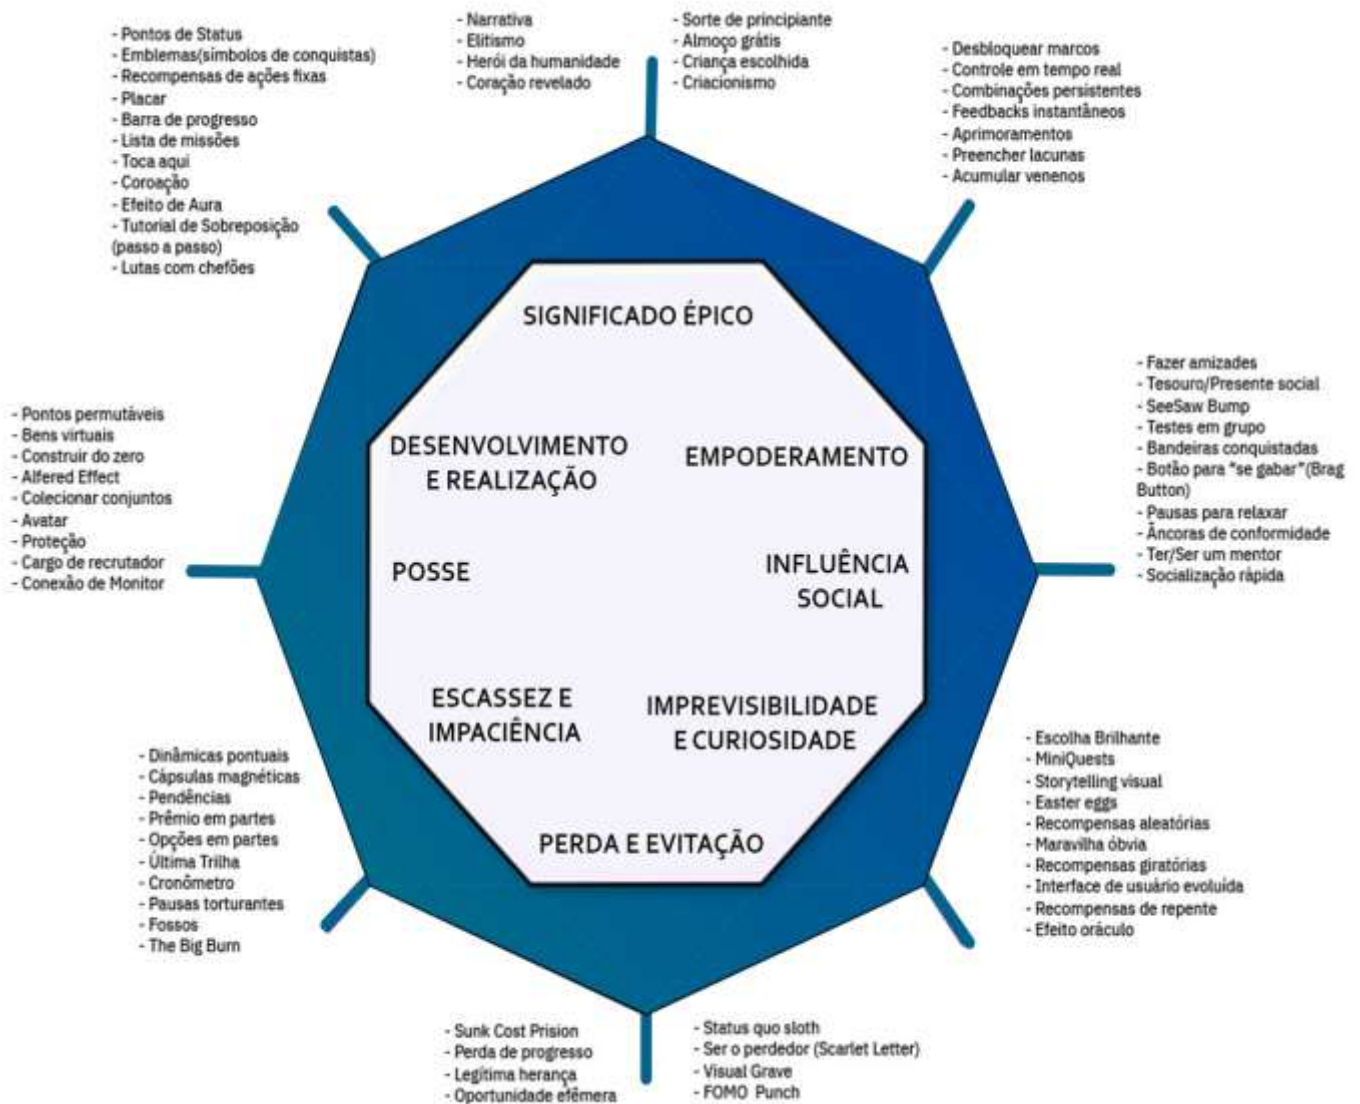 - Narrativa
- Elitismo
- Herói da humanidade
- Coração revelado
- Sorte de principiante
- Almoço grátis
- Criança escolhida
- Criacionismo
- Pontos de Status
- Emblemas(símbolos de conquistas)
- Recompensas de ações fixas
- Placar
- Barra de progresso
- Lista de missões
- Toca aqui
- Coroação
- Efeito de Aura
- Tutorial de Sobreposição
(passo a passo)
- Lutas com chefões
- Desbloquear marcos
- Controle em tempo real
- Combinações persistentes
- Feedbacks instantâneos
- Aprimoramentos
- Preencher lacunas
- Acumular venenos
SIGNIFICADO ÉPICO
DESENVOLVIMENTO
E REALIZAÇÃO
EMPODERAMENTO
POSSE
INFLUÊNCIA
SOCIAL
ESCASSEZ E
IMPACIÊNCIA
IMPREVISIBILIDADE
E CURIOSIDADE
PERDA E EVITAÇÃO
- Pontos permutáveis
- Bens virtuais
- Construir do zero
- Alfered Effect
- Colecionar conjuntos
- Avatar
- Proteção
- Cargo de recrutador
- Conexão de Monitor
- Fazer amizades
- Tesouro/Presente social
- SeeSaw Bump
- Testes em grupo
- Bandeiras conquistadas
- Botão para "se gabar"(Brag
Button)
- Pausas para relaxar
- Âncoras de conformidade
- Ter/Ser um mentor
- Socialização rápida
- Dinâmicas pontuais
- Cápsulas magnéticas
- Pendências
- Prêmio em partes
- Opções em partes
- Última Trilha
- Cronômetro
- Pausas torturantes
- Fossos
- The Big Burn
- Escolha Brilhante
- MiniQuests
- Storytelling visual
- Easter eggs
- Recompensas aleatórias
- Maravilha óbvia
- Recompensas giratórias
- Interface de usuário evoluída
- Recompensas de repente
- Efeito oráculo
- Sunk Cost Prision
- Perda de progresso
- Legítima herança
- Oportunidade efêmera
- Status quo sloth
- Ser o perdedor (Scarlet Letter)
- Visual Grave
- FOMO Punch